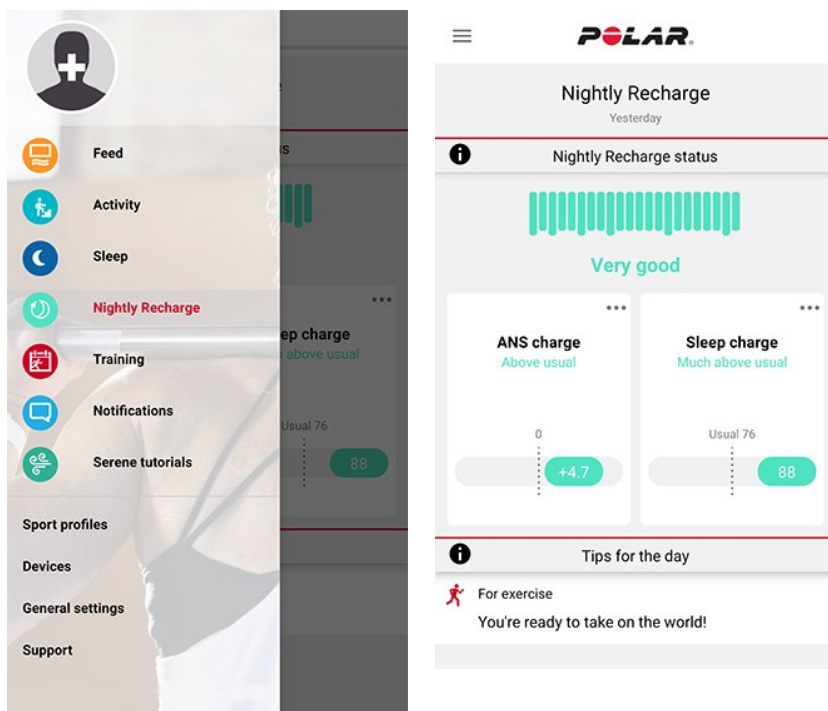 Feed
Activity
Sleep
Nightly Recharge
Training
Notifications
Serene tutorials
Sport profiles
Devices
General settings
Support
s
ep charge
above usual
Usual 76
88
POLAR.
Nightly Recharge
Yesterday
Nightly Recharge status
Very good
ANS charge
Above usual
0
+4.7
Sleep charge
Much above usual
Usual 76
88
Tips for the day
For exercise
You're ready to take on the world!